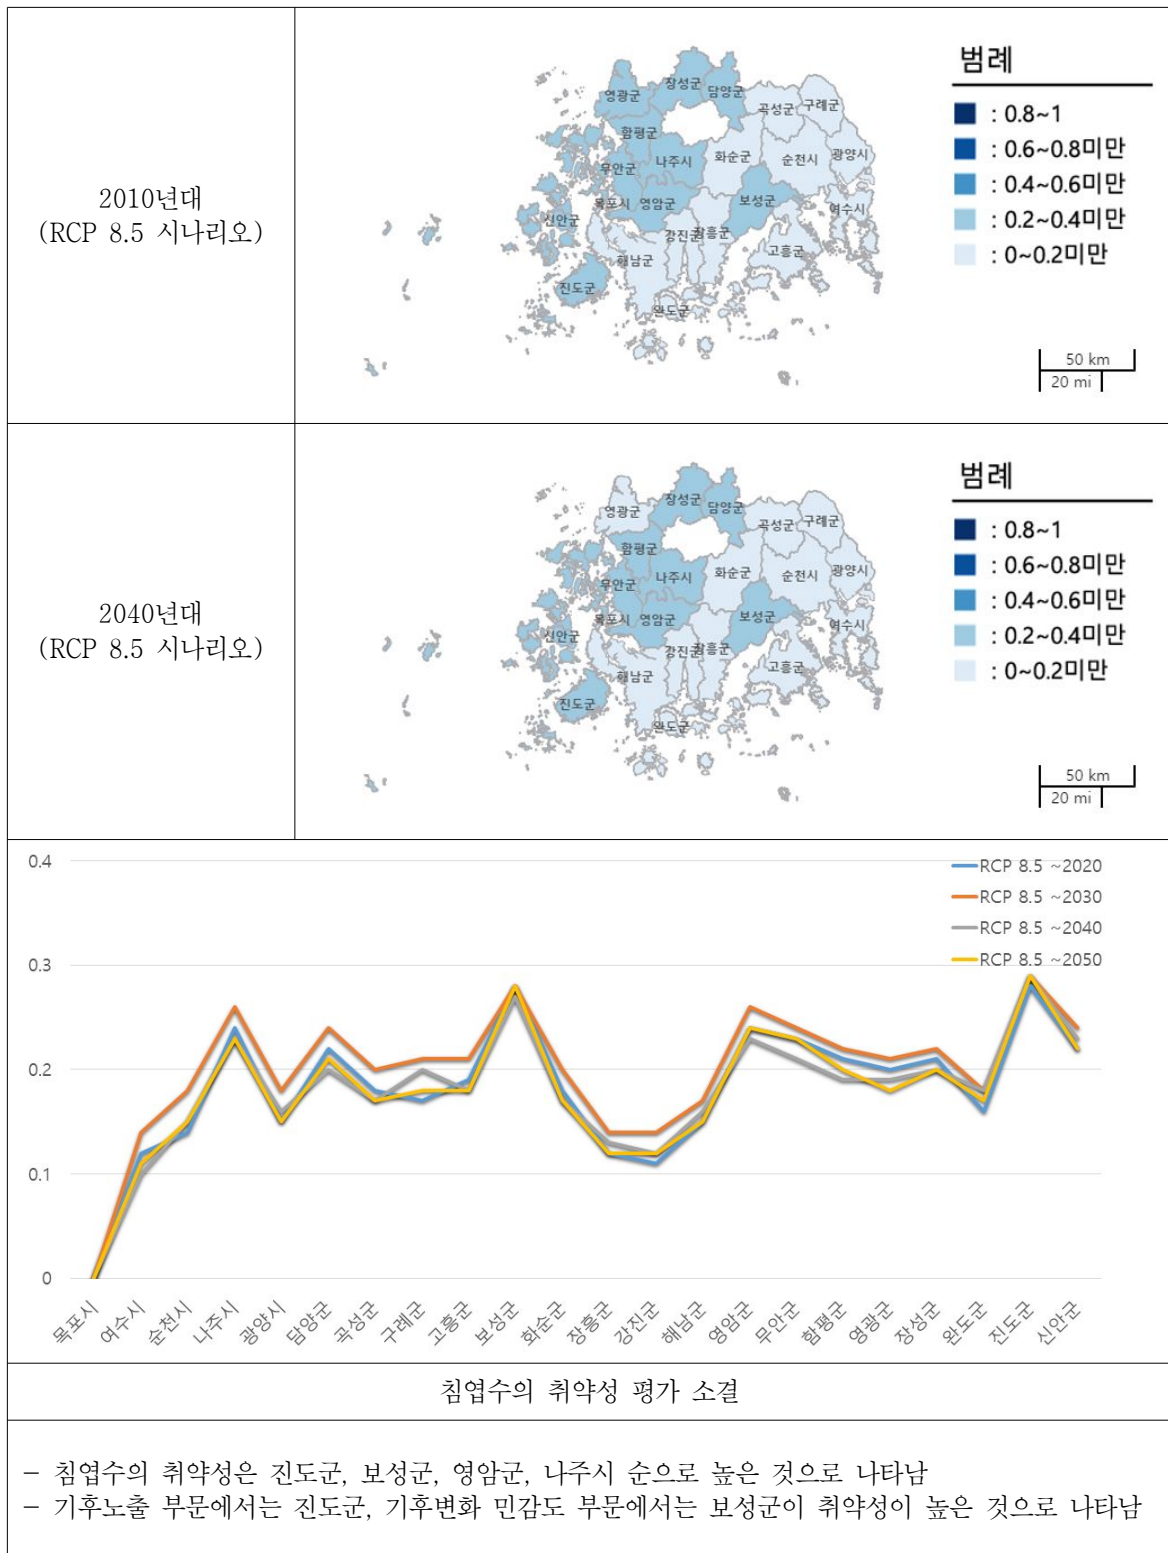 2010년대
(RCP 8.5 시나리오)
영광군
장성군
담양군
곡성군
구례군
함평군
나주시
화순군
순천시
광양시
무안군
목포시
영암군
보성군
여수시
신안군
강진군
장흥군
해남군
고흥군
진도군
완도군
범례
: 0.8~1
: 0.6~0.8미만
: 0.4~0.6미만
: 0.2~0.4미만
: 0~0.2미만
50 km
20 mi
2040년대
(RCP 8.5 시나리오)
영광군
장성군
담양군
곡성군
구례군
함평군
나주시
화순군
순천시
광양시
무안군
목포시
영암군
보성군
여수시
신안군
강진군
장흥군
해남군
고흥군
진도군
완도군
범례
: 0.8~1
: 0.6~0.8미만
: 0.4~0.6미만
: 0.2~0.4미만
: 0~0.2미만
50 km
20 mi
0.4
0.3
0.2
0.1
0
RCP 8.5 ~2020
RCP 8.5 ~2030
RCP 8.5 ~2040
RCP 8.5 ~2050
목포시
여수시
순천시
나주시
광양시
담양군
곡성군
구례군
고흥군
보성군
화순군
장흥군
강진군
해남군
영암군
무안군
함평군
영광군
장성군
완도군
진도군
신안군
침엽수의 취약성 평가 소결
- 침엽수의 취약성은 진도군, 보성군, 영암군, 나주시 순으로 높은 것으로 나타남
- 기후노출 부문에서는 진도군, 기후변화 민감도 부문에서는 보성군이 취약성이 높은 것으로 나타남